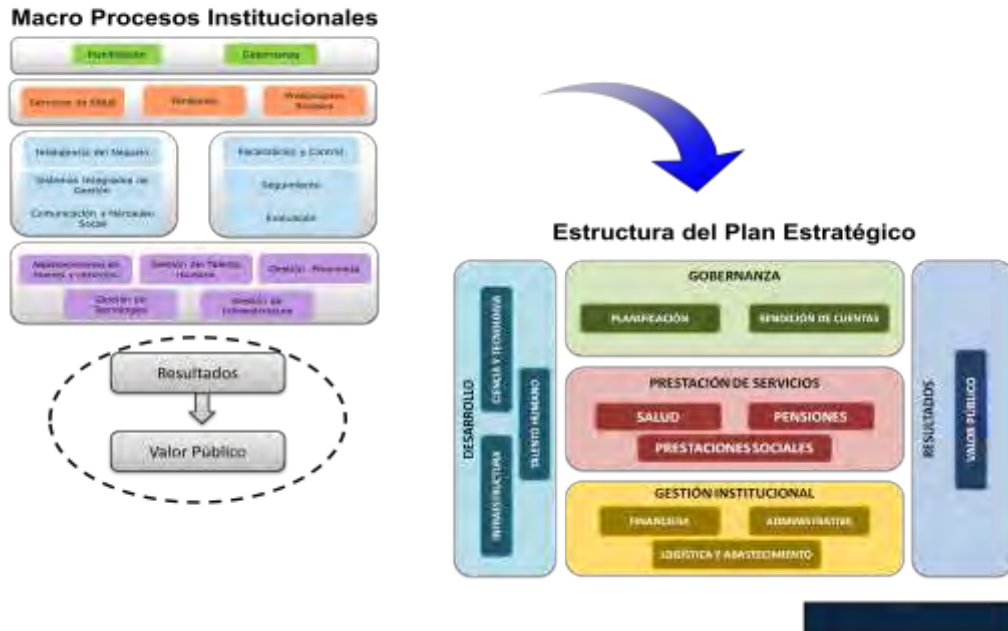 Macro Procesos Institucionales
Planificación
Gobernanza
Servicios de Salud
Pensiones
Prestaciones
Sociales
Inteligencia del Negocio
Sistemas Integrados de
Gestión
Comunicación y Mercadeo
Social
y Control
Seguimiento
Evaluación
Gestión del Talento
Humano
Gestión Financiera
Gestión de
Tecnologías
Gestión de
Infraestructura
Resultados
Valor Público
Estructura del Plan Estratégico
DESARROLLO
CIENCIA Y TECNOLOGIA
INFRAESTRUCTURA
TALENTO HUMANO
GOBERNANZA
PLANIFICACIÓN
RENDICIÓN DE CUENTAS
PRESTACIÓN DE SERVICIOS
SALUD
PENSIONES
PRESTACIONES SOCIALES
GESTIÓN INSTITUCIONAL
FINANCIERA
ADMINISTRATIVA
LOGÍSTICA Y ABASTECIMIENTO
RESULTADOS
VALOR PÚBLICO